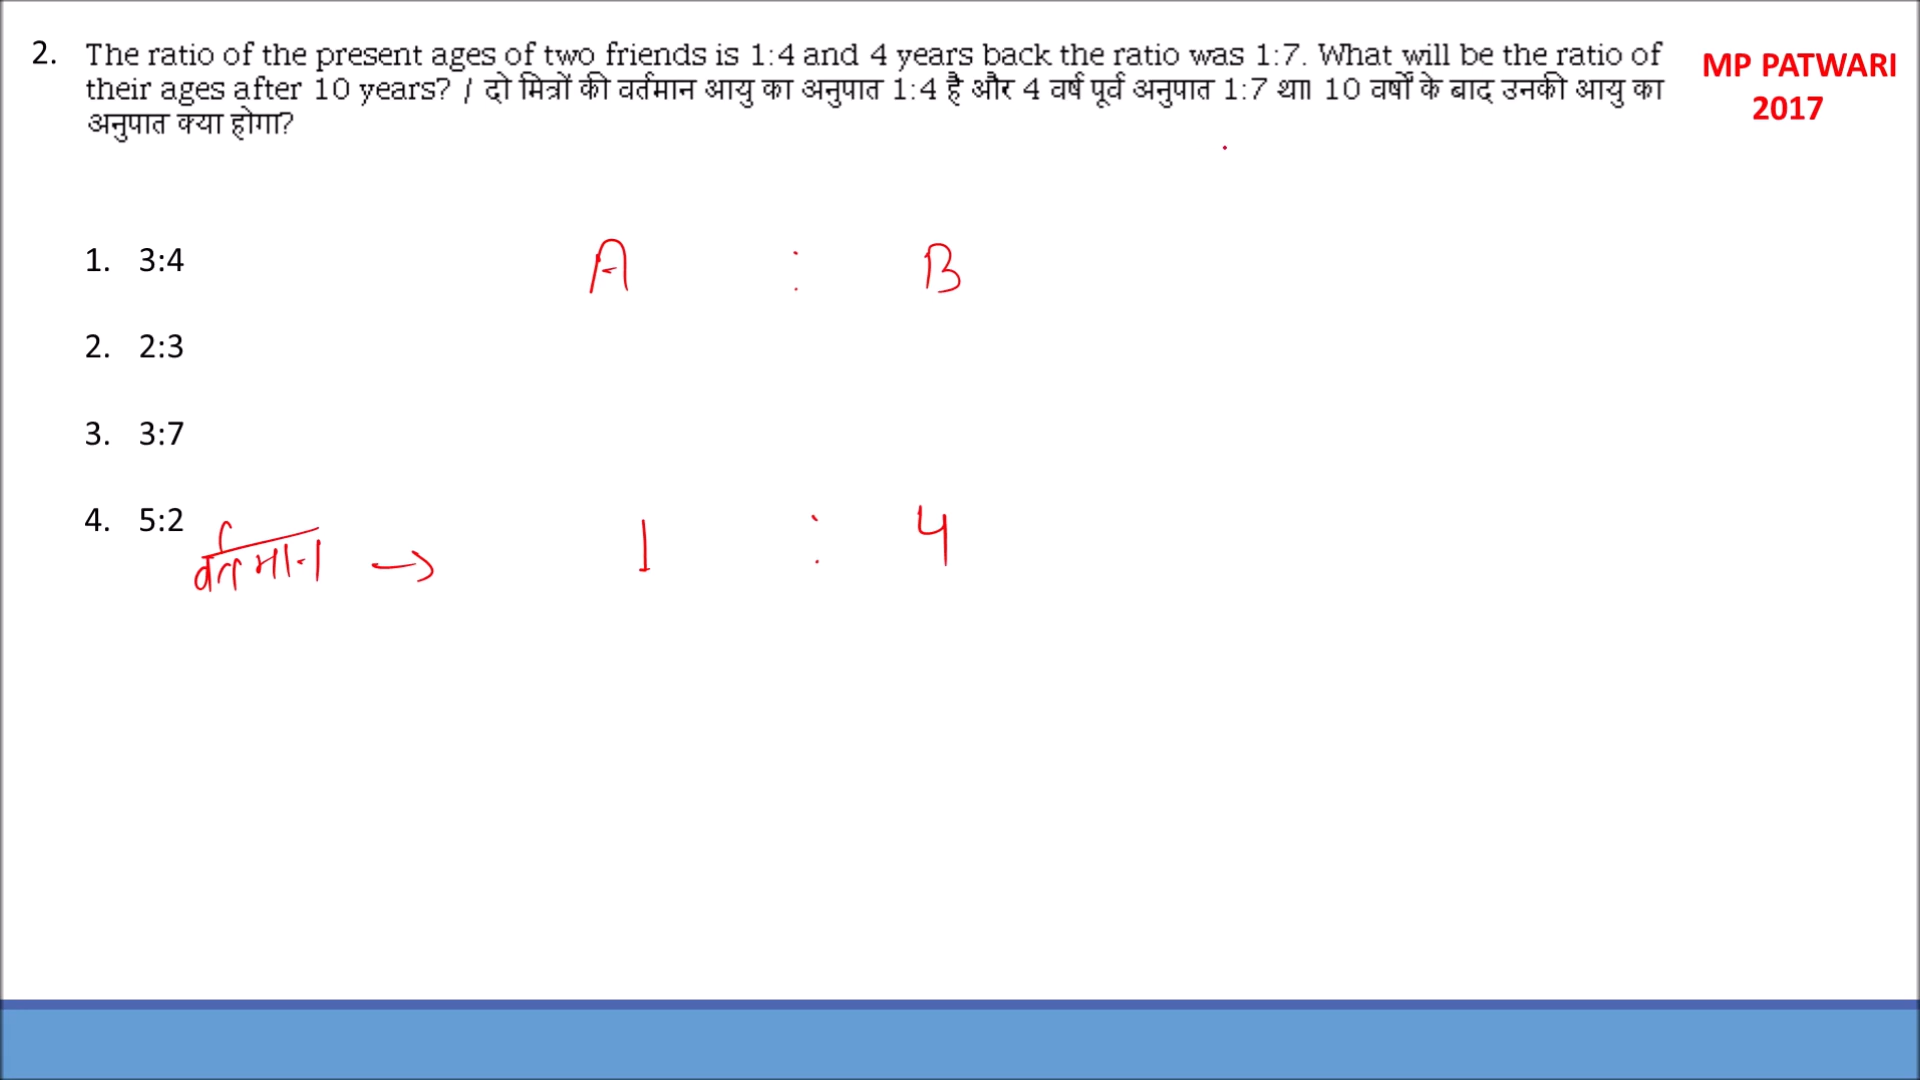 2. The ratio of the present ages of two friends is 1:4 and 4 years back the ratio was 1:7. What will be the ratio of
their ages after 10 years? / दो मित्रों की वर्तमान आयु का अनुपात 1:4 है और 4 वर्ष पूर्व अनुपात 1:7 था। 10 वर्षों के बाद उनकी आयु का
अनुपात क्या होगा?
MP PATWARI
2017
A : B
1. 3:4
2. 2:3
3. 3:7
4. 5:2
वर्तमान → 1 : 4